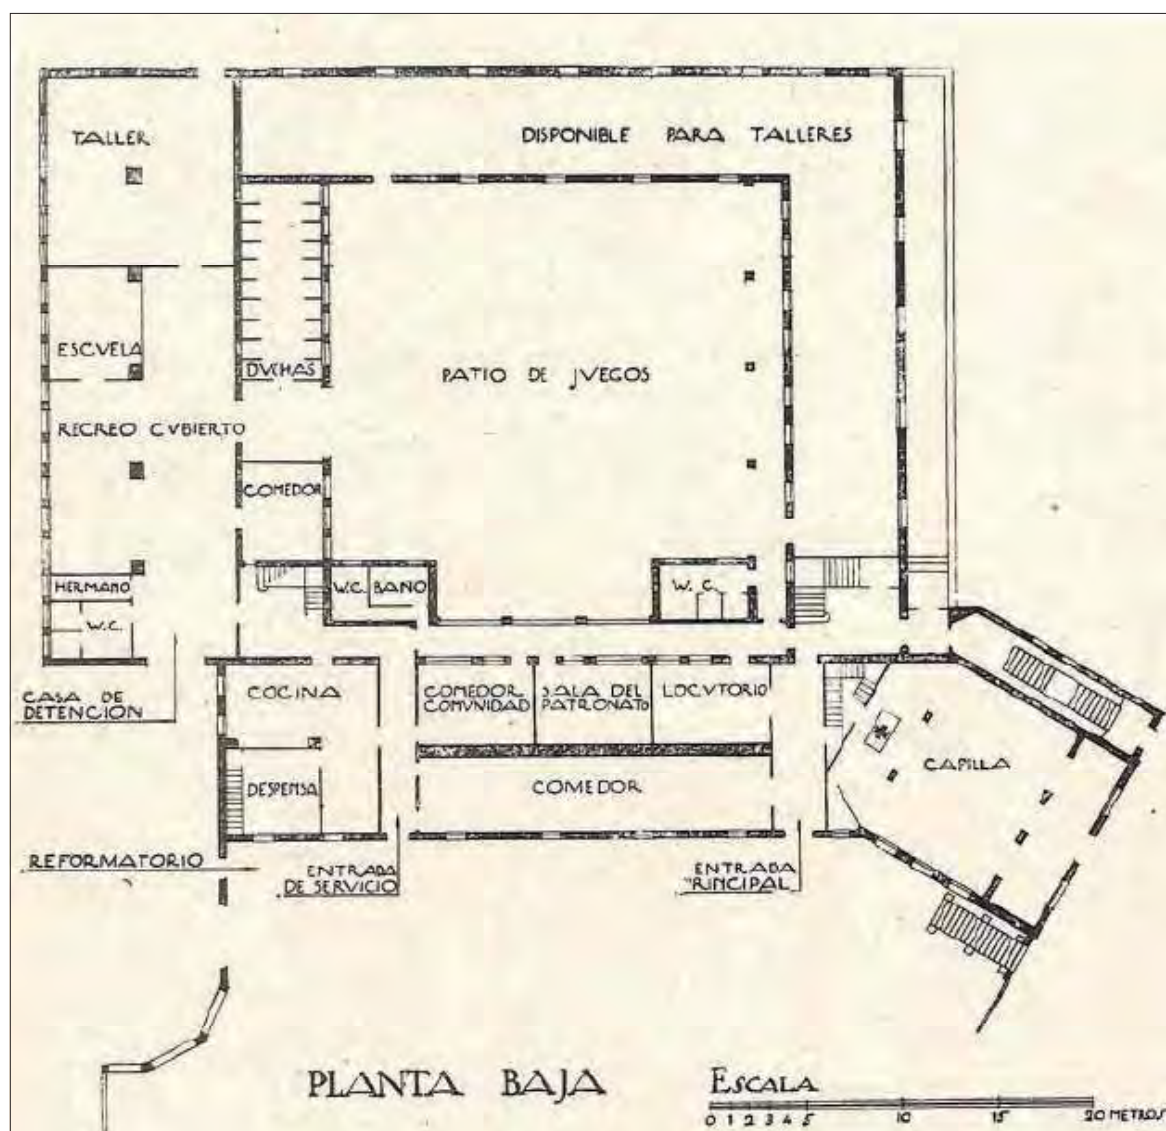 TALLER
DISPONIBLE PARA TALLERES
ESCVELA
DVCHAS
PATIO DE JVEGOS
RECREO CVBIERTO
COMEDOR
HERMANO
W.C.
W.C.
BAÑO
W.C.
CASA DE
DETENCION
COCINA
COMEDOR
COMVNIDAD
SALA DEL
PATRONATO
LOCVTORIO
CAPILLA
DESPENSA
COMEDOR
REFORMATORIO
ENTRADA
DE SERVICIO
ENTRADA
PRINCIPAL
PLANTA BAJA
ESCALA
0 1 2 3 4 5 10 15 20 METROS